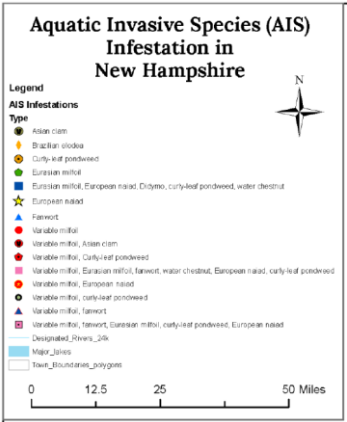 Aquatic Invasive Species (AIS)
Infestation in
New Hampshire
N
Legend
AIS Infestations
Type
Asian clam
Brazilian elodea
Curly-leaf pondweed
Eurasian milfoil
Eurasian milfoil, European naiad, Didymo, curly-leaf pondweed, water chestnut
European naiad
Fanwort
Variable milfoil
Variable milfoil, Asian clam
Variable milfoil, Curly-leaf pondweed
Variable milfoil, Eurasian milfoil, fanwort, water chestnut, European naiad, curly-leaf pondweed
Variable milfoil, European naiad
Variable milfoil, curly-leaf pondweed
Variable milfoil, fanwort
Variable milfoil, fanwort, Eurasian milfoil, curly-leaf pondweed, European naiad
Designated_Rivers_24k
Major_lakes
Town_Boundaries_polygons
0 12.5 25 50 Miles